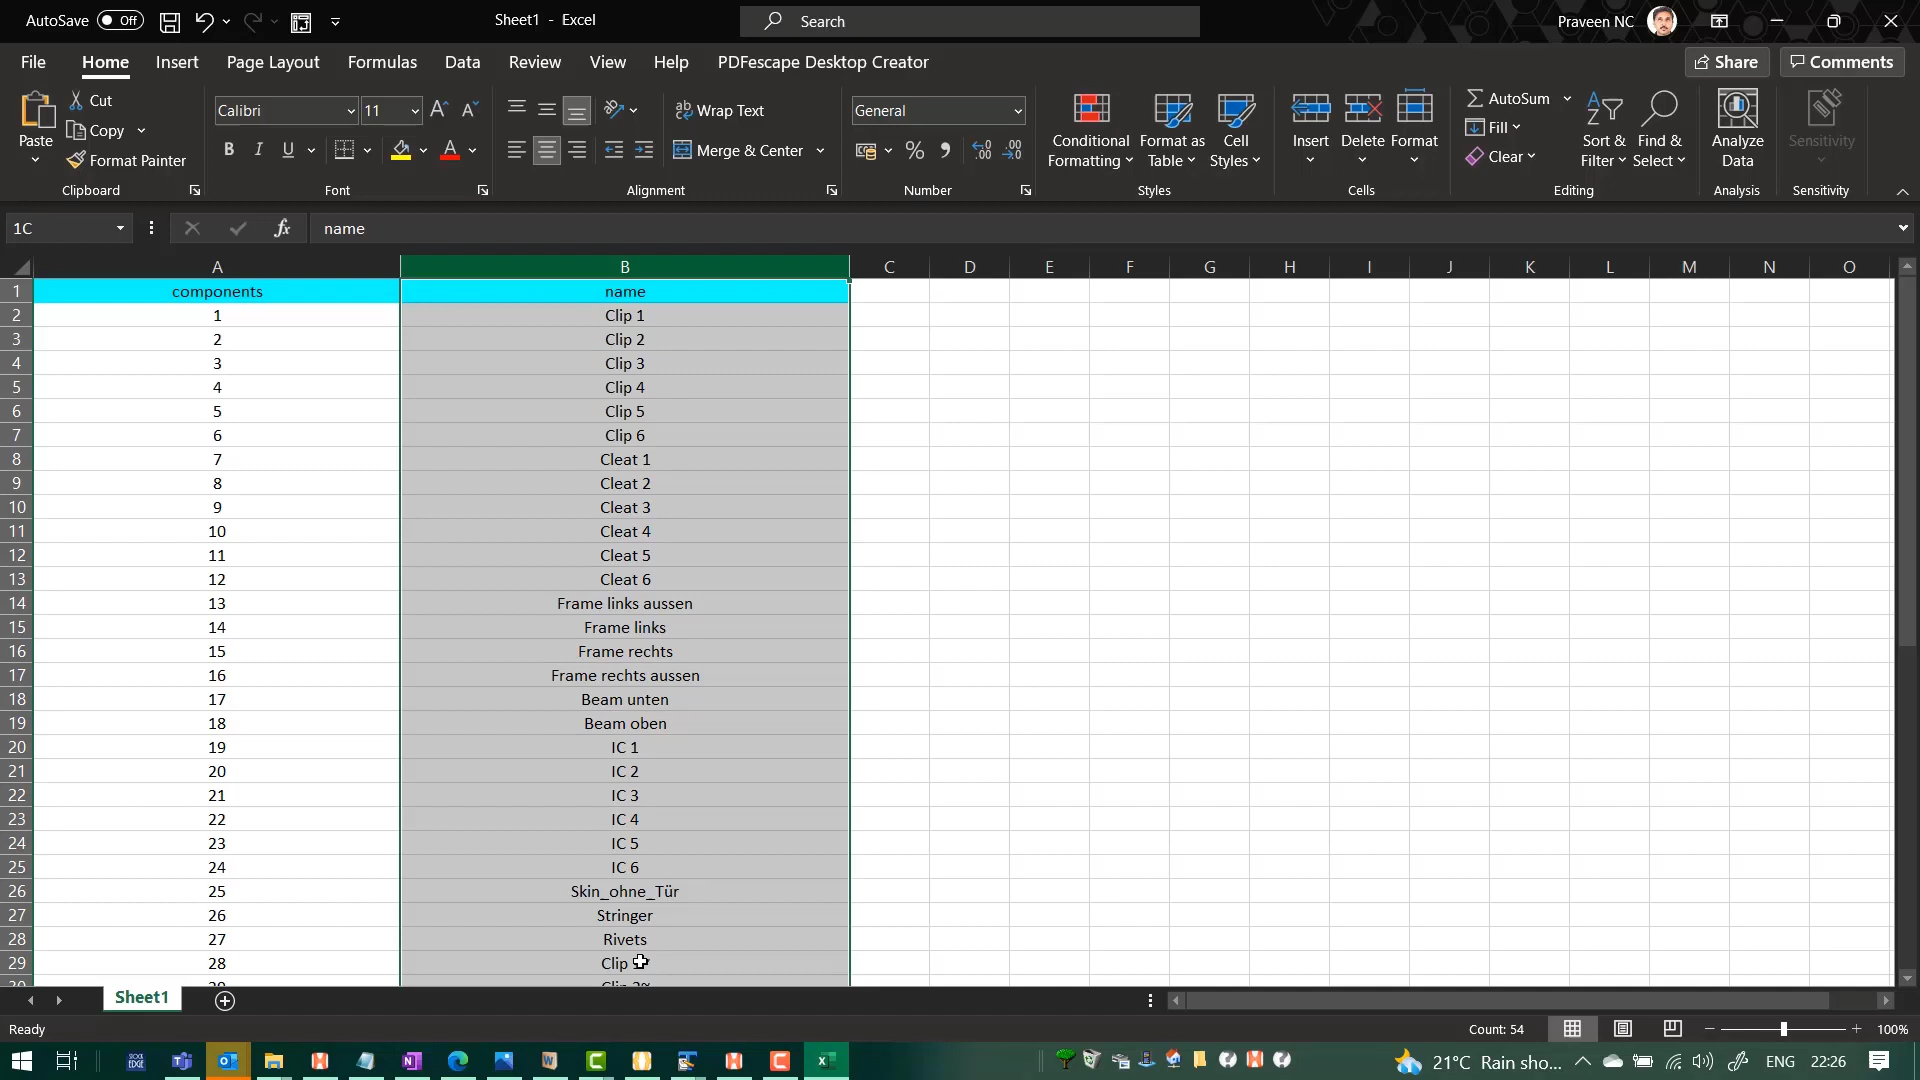 AutoSave Off Sheet1 - Excel Search Praveen NC
File Home Insert Page Layout Formulas Data Review View Help PDFescape Desktop Creator Share Comments
Paste Cut Copy Format Painter Clipboard
Calibri 11 B I U A Font
Wrap Text Merge & Center Alignment
General % Number
Conditional Formatting Format as Table Cell Styles Styles
Insert Delete Format Cells
AutoSum Fill Clear Sort & Filter Find & Select Editing
Analyze Data Analysis
Sensitivity Sensitivity
1C fx name
A B C D E F G H I J K L M N O
1 components name
2 1 Clip 1
3 2 Clip 2
4 3 Clip 3
5 4 Clip 4
6 5 Clip 5
7 6 Clip 6
8 7 Cleat 1
9 8 Cleat 2
10 9 Cleat 3
11 10 Cleat 4
12 11 Cleat 5
13 12 Cleat 6
14 13 Frame links aussen
15 14 Frame links
16 15 Frame rechts
17 16 Frame rechts aussen
18 17 Beam unten
19 18 Beam oben
20 19 IC 1
21 20 IC 2
22 21 IC 3
23 22 IC 4
24 23 IC 5
25 24 IC 6
26 25 Skin_ohne_Tür
27 26 Stringer
28 27 Rivets
29 28 Clip
Sheet1
Ready Count: 54 100%
21°C Rain sho... ENG 22:26